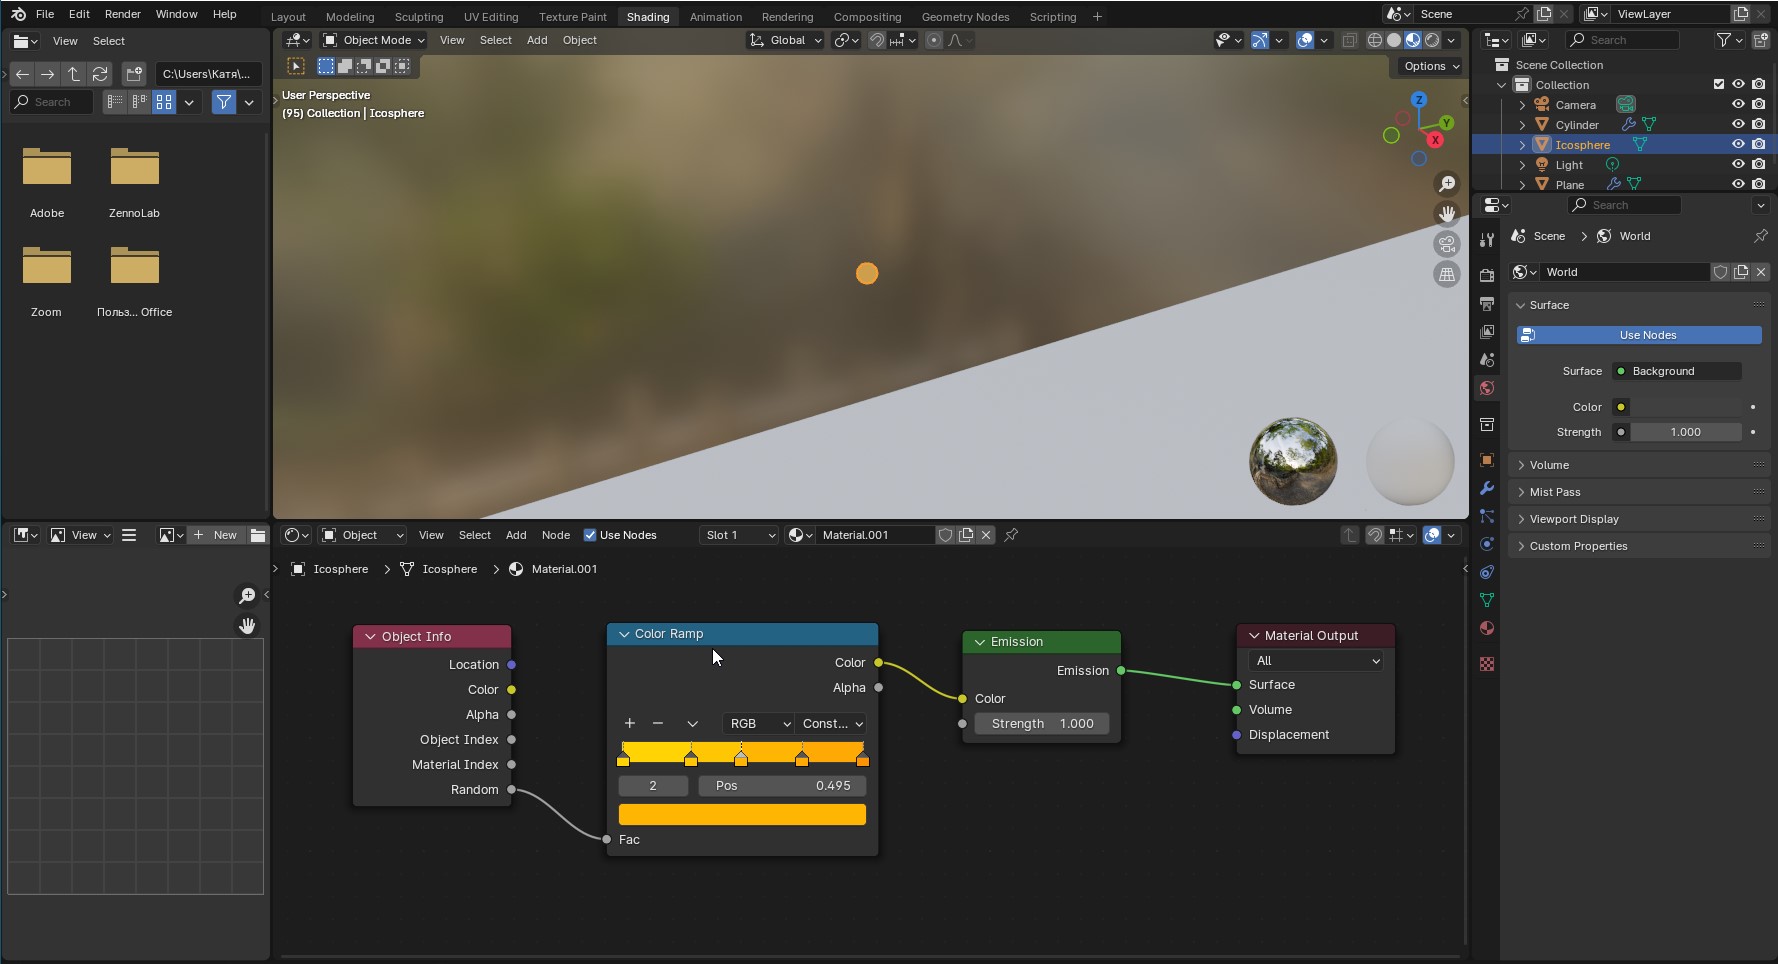 File Edit Render Window Help Layout Modeling Sculpting UV Editing Texture Paint Shading Animation Rendering Compositing Geometry Nodes Scripting + Scene ViewLayer
View Select
Object Mode View Select Add Object Global
Search
C:\Users\Катя\...
Search
Options
User Perspective
(95) Collection | Icosphere
Z
Y
X
Adobe ZennoLab
Zoom Польз... Office
Scene Collection
Collection
Camera
Cylinder
Icosphere
Light
Plane
Search
Scene > World
World
Surface
Use Nodes
Surface Background
Color
Strength 1.000
Volume
Mist Pass
Viewport Display
Custom Properties
View + New
Object View Select Add Node Use Nodes Slot 1 Material.001
Icosphere > Icosphere > Material.001
Object Info
Location
Color
Alpha
Object Index
Material Index
Random
Color Ramp
Color
Alpha
+ − RGB Const...
2 Pos 0.495
Fac
Emission
Emission
Color
Strength 1.000
Material Output
All
Surface
Volume
Displacement